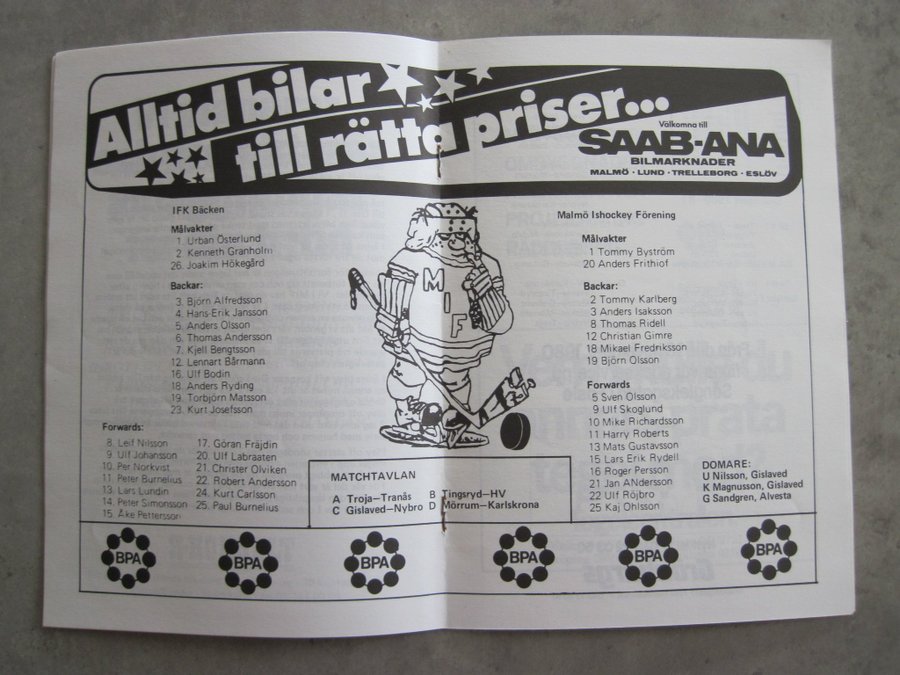 Alltid bilar
till rätta priser...
Välkomna till
SAAB-ANA
BILMARKNADER
MALMÖ · LUND · TRELLEBORG · ESLÖV
IFK Bäcken
Målvakter
1. Urban Österlund
2 Kenneth Granholm
26. Joakim Hökegård
Backar:
3. Björn Alfredsson
4. Hans-Erik Jansson
5. Anders Olsson
6. Thomas Andersson
7. Kjell Bengtsson
12. Lennart Bårmann
16. Ulf Bodin
18. Anders Ryding
19. Torbjörn Matsson
23. Kurt Josefsson
Forwards:
8. Leif Nilsson
9 Ulf Johansson
10. Per Norkvist
11. Peter Burnelius
13. Lars Lundin
14. Peter Simonsson
15. Åke Pettersson
17. Göran Fräjdin
20. Ulf Labraaten
21. Christer Olviken
22. Robert Andersson
24. Kurt Carlsson
25. Paul Burnelius
MIF
MATCHTAVLAN
A Troja—Tranås B Tingsryd—HV
C Gislaved—Nybro D Mörrum—Karlskrona
Malmö Ishockey Förening
Målvakter
1 Tommy Byström
20 Anders Frithiof
Backar:
2 Tommy Karlberg
3 Anders Isaksson
8 Thomas Ridell
12 Christian Gimre
18 Mikael Fredriksson
19 Björn Olsson
Forwards
5 Sven Olsson
9 Ulf Skoglund
10 Mike Richardsson
11 Harry Roberts
13 Mats Gustavsson
15 Lars Erik Rydell
16 Roger Persson
21 Jan ANdersson
22 Ulf Röjbro
25 Kaj Ohlsson
DOMARE:
U Nilsson, Gislaved
K Magnusson, Gislaved
G Sandgren, Alvesta
BPA
BPA
BPA
BPA
BPA
BPA